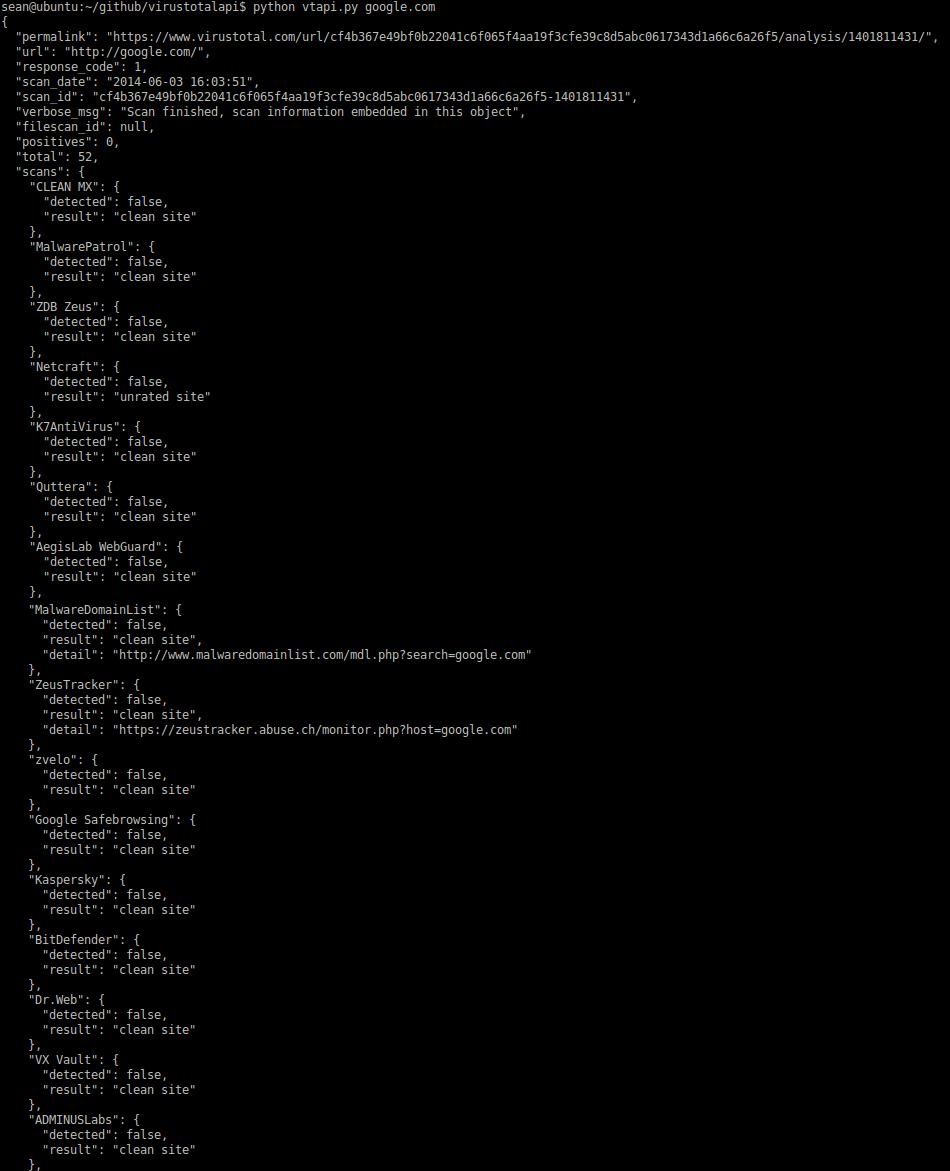 sean@ubuntu:~/github/virustotalapi$ python vtapi.py google.com
{
  "permalink": "https://www.virustotal.com/url/cf4b367e49bf0b22041c6f065f4aa19f3cfe39c8d5abc0617343d1a66c6a26f5/analysis/1401811431/",
  "url": "http://google.com/",
  "response_code": 1,
  "scan_date": "2014-06-03 16:03:51",
  "scan_id": "cf4b367e49bf0b22041c6f065f4aa19f3cfe39c8d5abc0617343d1a66c6a26f5-1401811431",
  "verbose_msg": "Scan finished, scan information embedded in this object",
  "filescan_id": null,
  "positives": 0,
  "total": 52,
  "scans": {
    "CLEAN MX": {
      "detected": false,
      "result": "clean site"
    },
    "MalwarePatrol": {
      "detected": false,
      "result": "clean site"
    },
    "ZDB Zeus": {
      "detected": false,
      "result": "clean site"
    },
    "Netcraft": {
      "detected": false,
      "result": "unrated site"
    },
    "K7AntiVirus": {
      "detected": false,
      "result": "clean site"
    },
    "Quttera": {
      "detected": false,
      "result": "clean site"
    },
    "AegisLab WebGuard": {
      "detected": false,
      "result": "clean site"
    },
    "MalwareDomainList": {
      "detected": false,
      "result": "clean site",
      "detail": "http://www.malwaredomainlist.com/mdl.php?search=google.com"
    },
    "ZeusTracker": {
      "detected": false,
      "result": "clean site",
      "detail": "https://zeustracker.abuse.ch/monitor.php?host=google.com"
    },
    "zvelo": {
      "detected": false,
      "result": "clean site"
    },
    "Google Safebrowsing": {
      "detected": false,
      "result": "clean site"
    },
    "Kaspersky": {
      "detected": false,
      "result": "clean site"
    },
    "BitDefender": {
      "detected": false,
      "result": "clean site"
    },
    "Dr.Web": {
      "detected": false,
      "result": "clean site"
    },
    "VX Vault": {
      "detected": false,
      "result": "clean site"
    },
    "ADMINUSLabs": {
      "detected": false,
      "result": "clean site"
    },